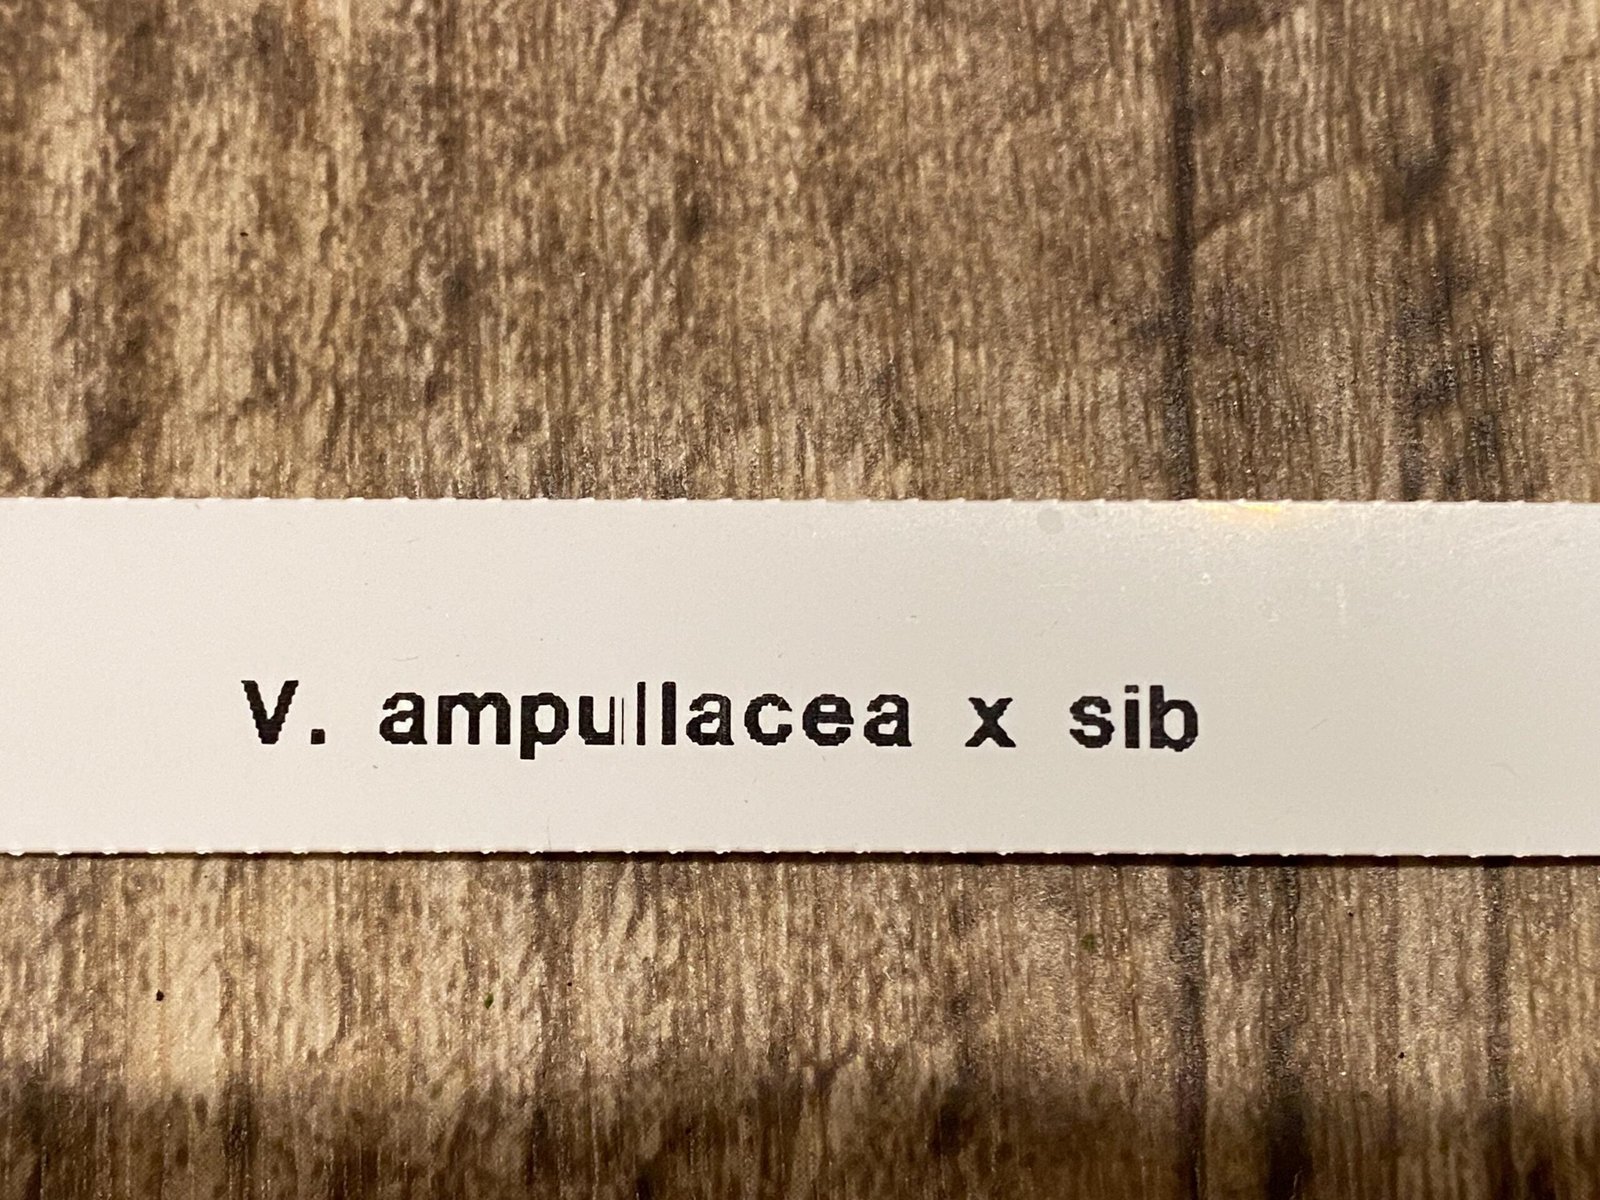 V. ampullacea x sib